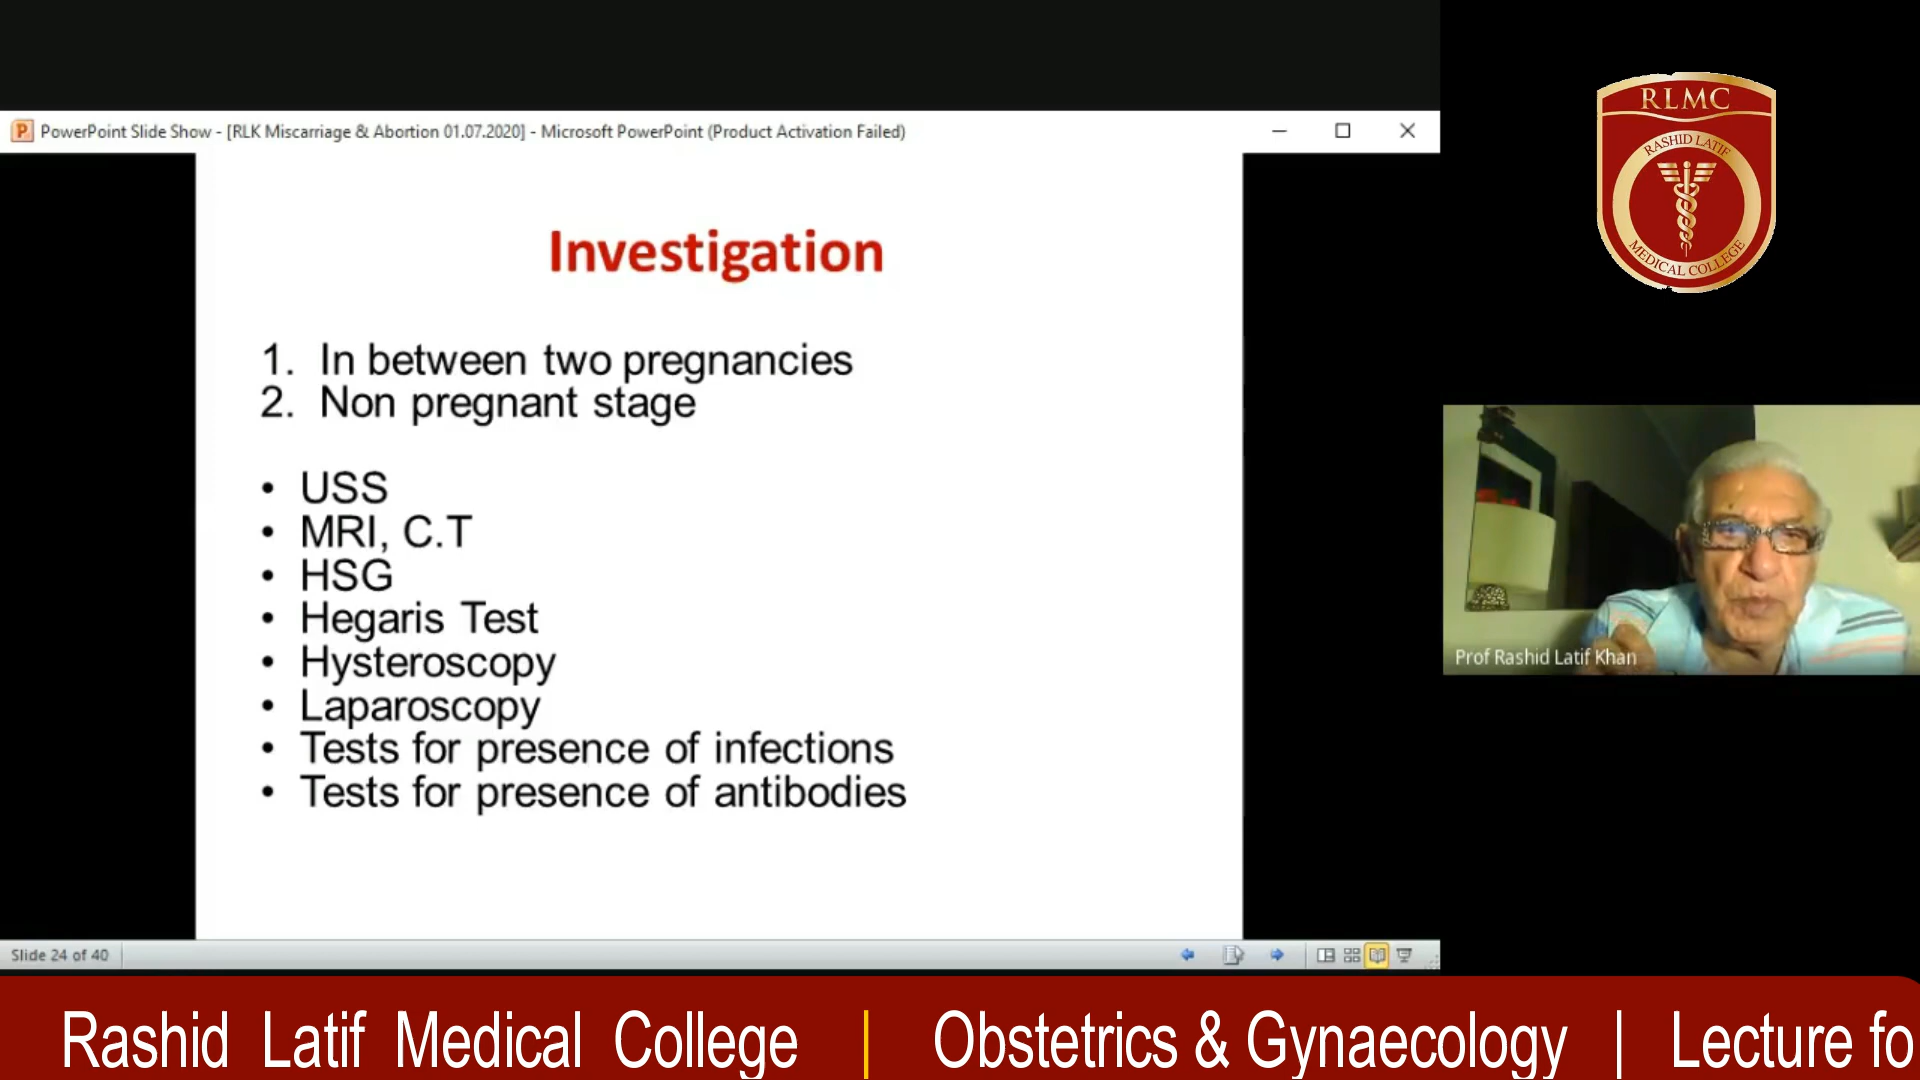 PowerPoint Slide Show - [RLK Miscarriage & Abortion 01.07.2020] - Microsoft PowerPoint (Product Activation Failed)
RLMC
RASHID LATIF
MEDICAL COLLEGE
Investigation
1. In between two pregnancies
2. Non pregnant stage
• USS
• MRI, C.T
• HSG
• Hegaris Test
• Hysteroscopy
• Laparoscopy
• Tests for presence of infections
• Tests for presence of antibodies
Prof Rashid Latif Khan
Slide 24 of 40
Rashid Latif Medical College | Obstetrics & Gynaecology | Lecture fo